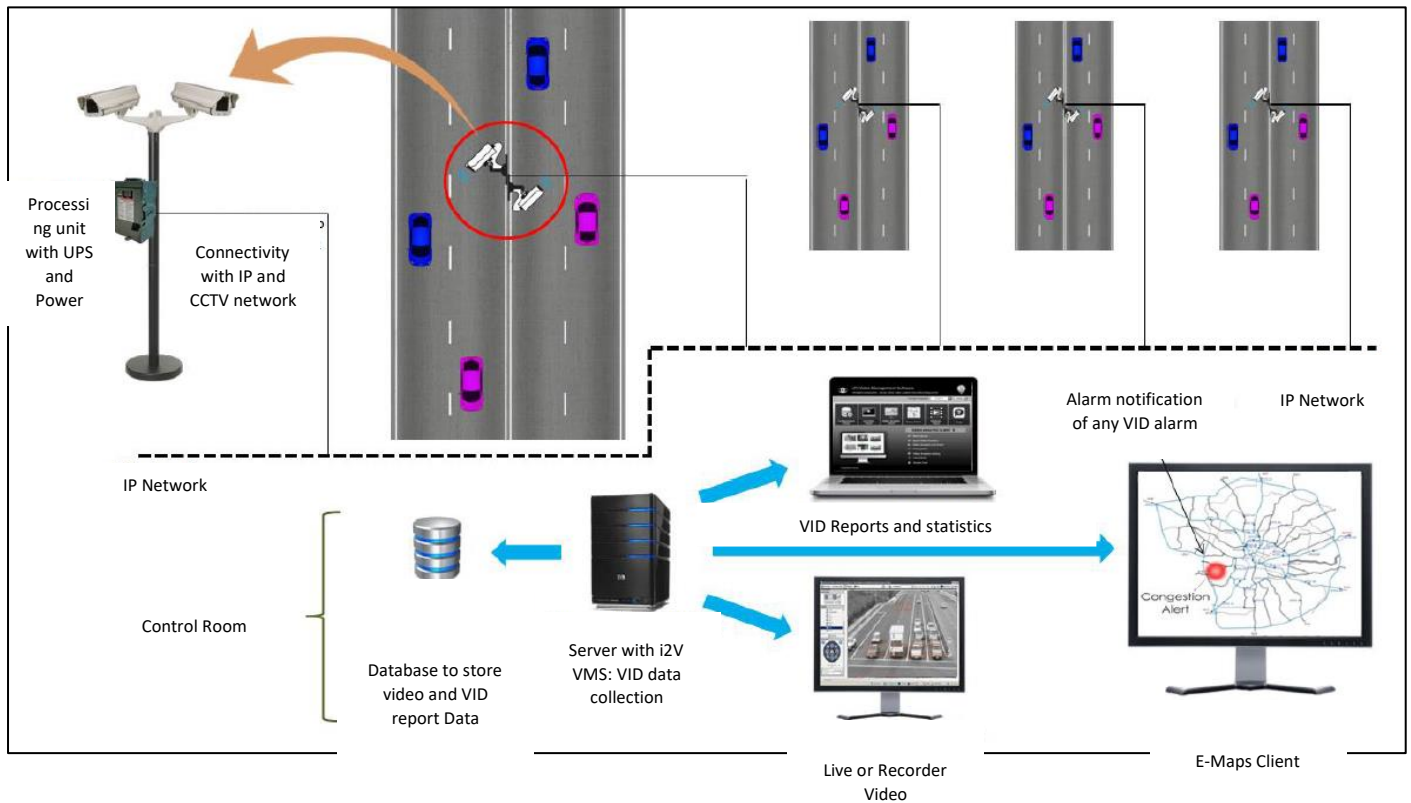 Processi
ng unit
with UPS
and
Power
Connectivity
with IP and
CCTV network
IP Network
Alarm notification
of any VID alarm
IP Network
VID Reports and statistics
Congestion
Alert
Control Room
Database to store
video and VID
report Data
Server with i2V
VMS: VID data
collection
Live or Recorder
Video
E-Maps Client